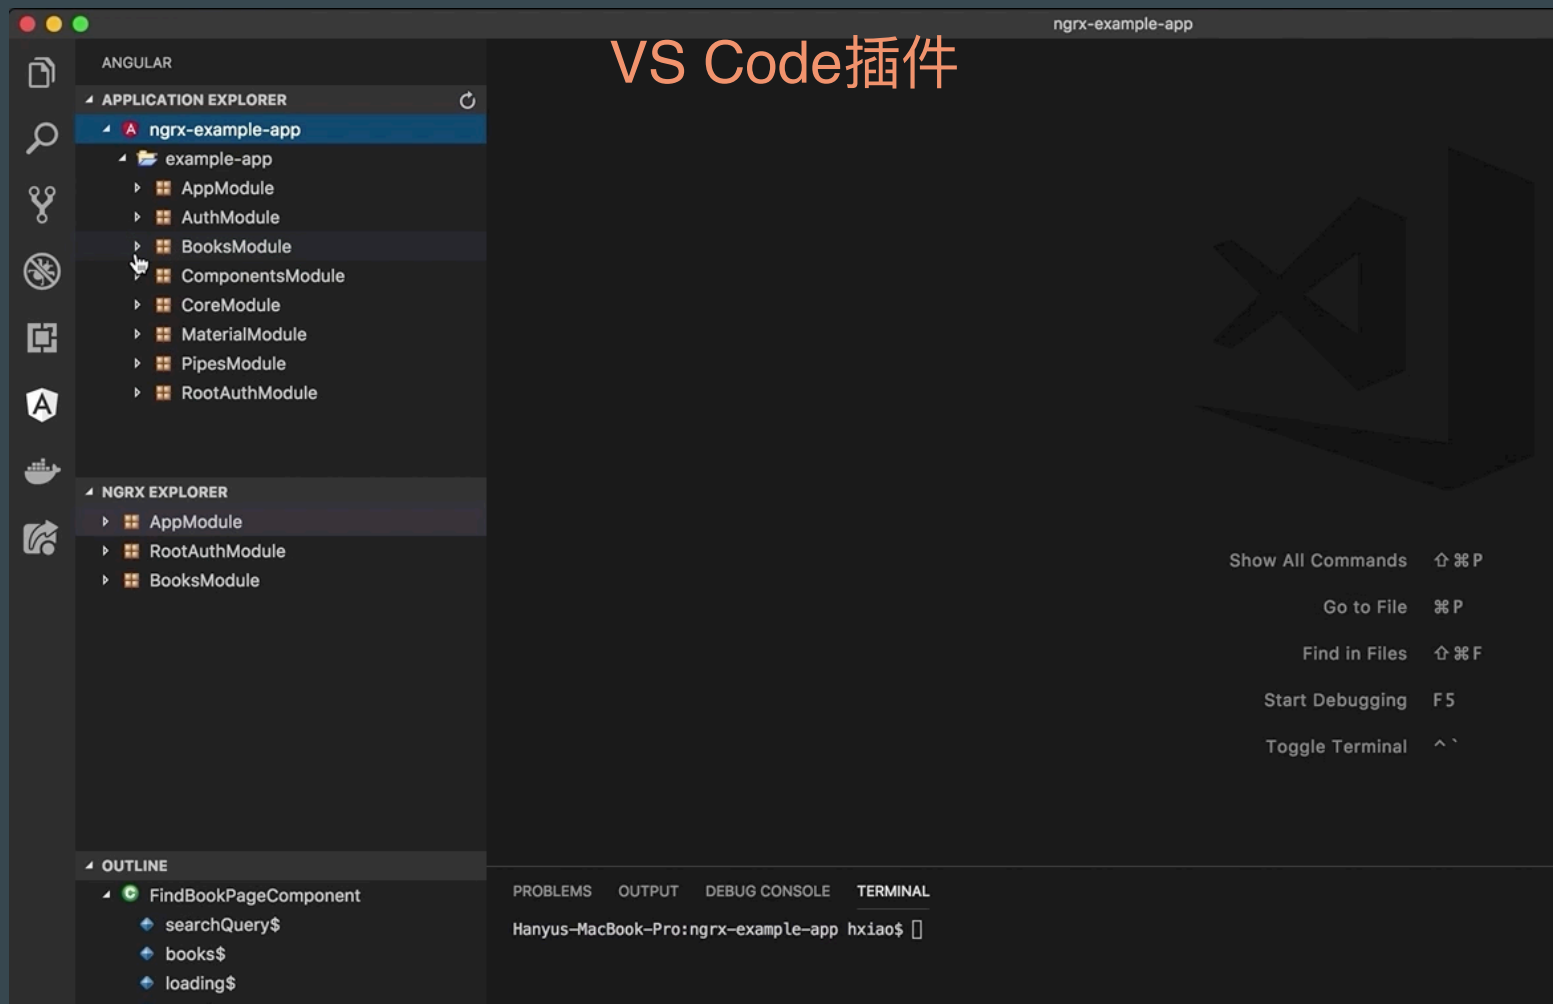 ngrx-example-app
VS Code插件
ANGULAR
APPLICATION EXPLORER
ngrx-example-app
example-app
AppModule
AuthModule
BooksModule
ComponentsModule
CoreModule
MaterialModule
PipesModule
RootAuthModule
NGRX EXPLORER
AppModule
RootAuthModule
BooksModule
OUTLINE
FindBookPageComponent
searchQuery$
books$
loading$
Show All Commands ⇧⌘P
Go to File ⌘P
Find in Files ⇧⌘F
Start Debugging F5
Toggle Terminal ^`
PROBLEMS OUTPUT DEBUG CONSOLE TERMINAL
Hanyus-MacBook-Pro:ngrx-example-app hxiao$